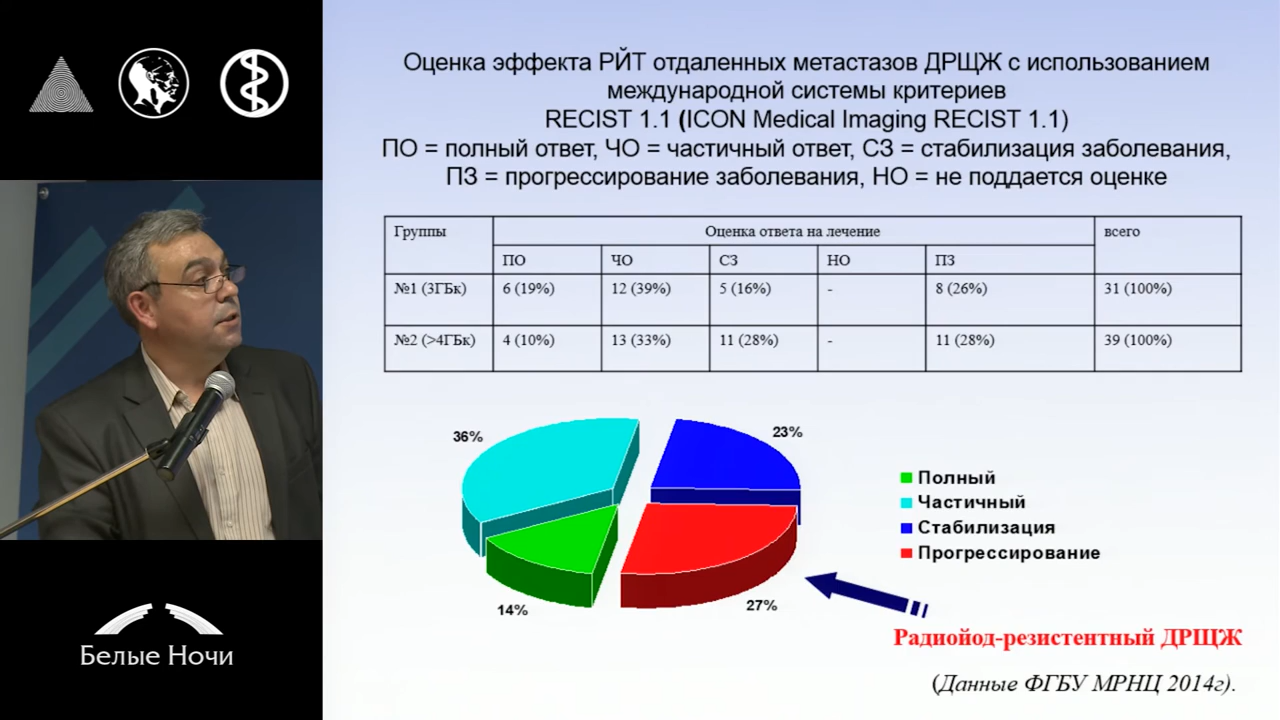 Оценка эффекта РЙТ отдаленных метастазов ДРЩЖ с использованием
международной системы критериев
RECIST 1.1 (ICON Medical Imaging RECIST 1.1)
ПО = полный ответ, ЧО = частичный ответ, СЗ = стабилизация заболевания,
ПЗ = прогрессирование заболевания, НО = не поддается оценке
Группы Оценка ответа на лечение всего
ПО ЧО СЗ НО ПЗ
№1 (3ГБк) 6 (19%) 12 (39%) 5 (16%) - 8 (26%) 31 (100%)
№2 (>4ГБк) 4 (10%) 13 (33%) 11 (28%) - 11 (28%) 39 (100%)
36%
23%
14%
27%
Полный
Частичный
Стабилизация
Прогрессирование
Радиойод-резистентный ДРЩЖ
(Данные ФГБУ МРНЦ 2014г).
Белые Ночи